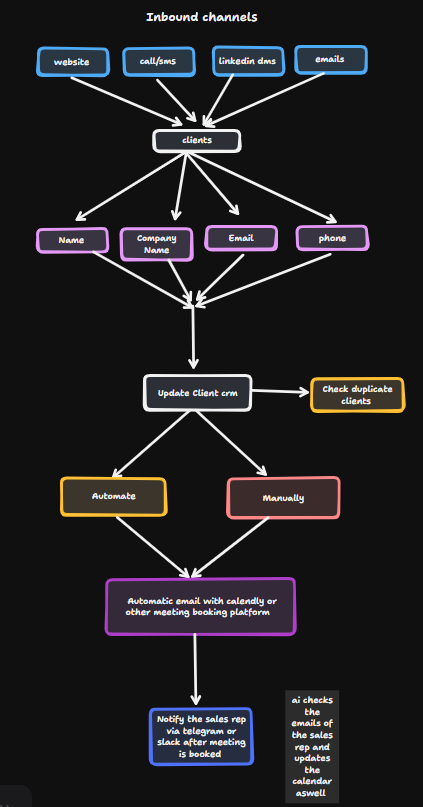 Inbound channels
website
call/sms
linkedin dms
emails
clients
Name
Company
Name
Email
phone
Update Client crm
Check duplicate
clients
Automate
Manually
Automatic email with calendly or
other meeting booking platform
Notify the sales rep
via telegram or
slack after meeting
is booked
ai checks
the
emails of
the sales
rep and
updates
the
calendar
aswell